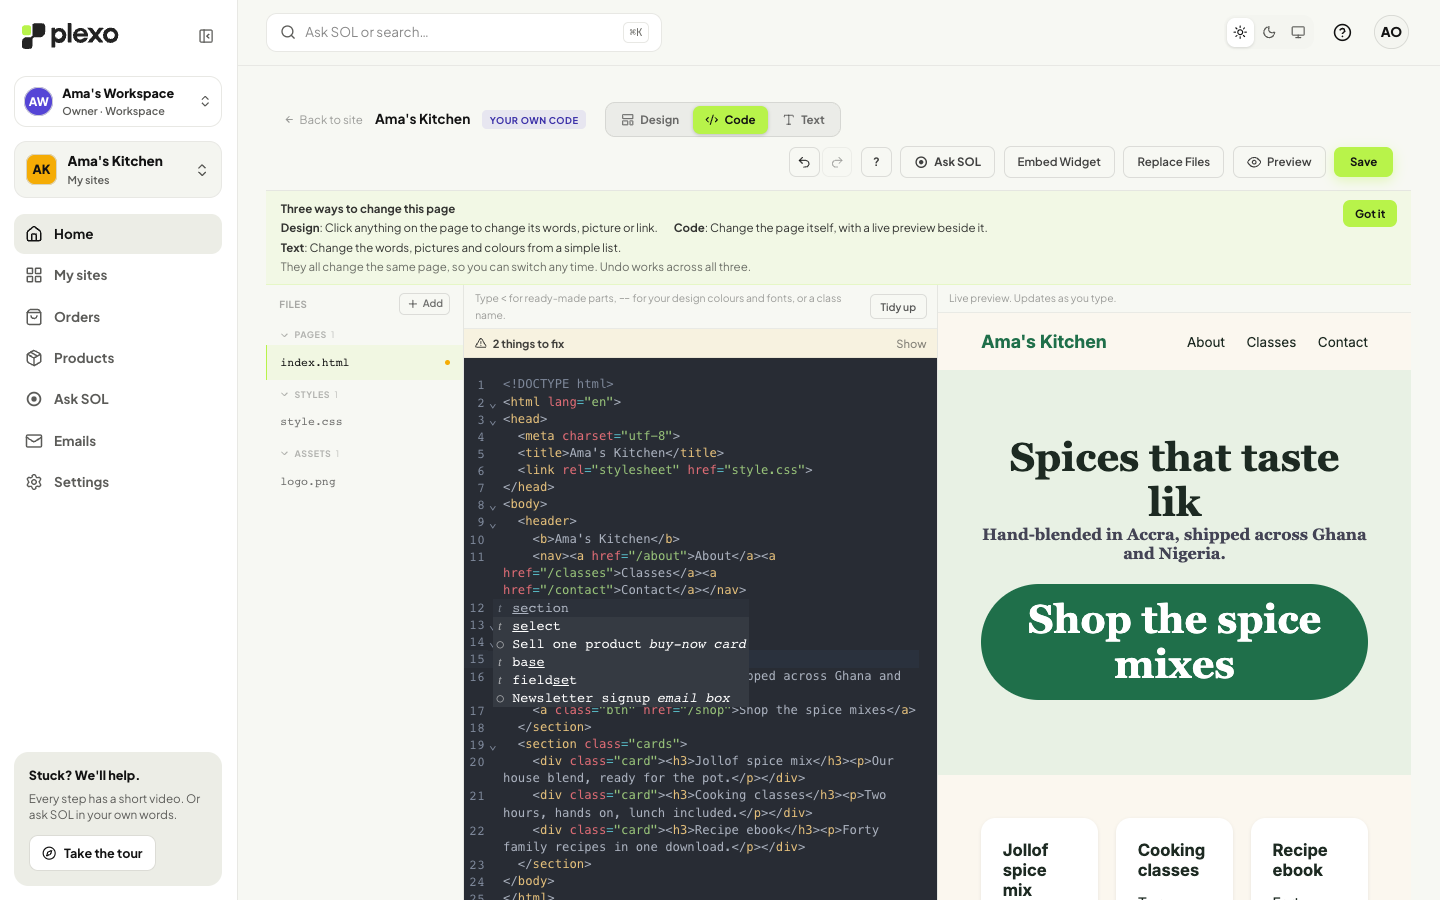 plexo
Ask SOL or search...
⌘K
AO
AW
Ama's Workspace
Owner · Workspace
AK
Ama's Kitchen
My sites
Home
My sites
Orders
Products
Ask SOL
Emails
Settings
Stuck? We'll help.
Every step has a short video. Or
ask SOL in your own words.
Take the tour
← Back to site
Ama's Kitchen
YOUR OWN CODE
Design
Code
Text
?
Ask SOL
Embed Widget
Replace Files
Preview
Save
Three ways to change this page
Design: Click anything on the page to change its words, picture or link. Code: Change the page itself, with a live preview beside it.
Text: Change the words, pictures and colours from a simple list.
They all change the same page, so you can switch any time. Undo works across all three.
Got it
FILES
+ Add
PAGES 1
index.html
STYLES 1
style.css
ASSETS 1
logo.png
Type < for ready-made parts, -- for your design colours and fonts, or a class
name.
Tidy up
2 things to fix
Show
1 <!DOCTYPE html>
2 <html lang="en">
3 <head>
4 <meta charset="utf-8">
5 <title>Ama's Kitchen</title>
6 <link rel="stylesheet" href="style.css">
7 </head>
8 <body>
9 <header>
10 <b>Ama's Kitchen</b>
11 <nav><a href="/about">About</a><a
href="/classes">Classes</a><a
href="/contact">Contact</a></nav>
12
13
14
15
16
section
select
Sell one product buy-now card
base
fieldset
Newsletter signup email box
pped across Ghana and
17 <a class="btn" href="/shop">Shop the spice mixes</a>
18 </section>
19 <section class="cards">
20 <div class="card"><h3>Jollof spice mix</h3><p>Our
house blend, ready for the pot.</p></div>
21 <div class="card"><h3>Cooking classes</h3><p>Two
hours, hands on, lunch included.</p></div>
22 <div class="card"><h3>Recipe ebook</h3><p>Forty
family recipes in one download.</p></div>
23 </section>
24 </body>
25 </html>
Live preview. Updates as you type.
Ama's Kitchen
About
Classes
Contact
Spices that taste
lik
Hand-blended in Accra, shipped across Ghana
and Nigeria.
Shop the spice
mixes
Jollof
spice
mix
Cooking
classes
Recipe
ebook